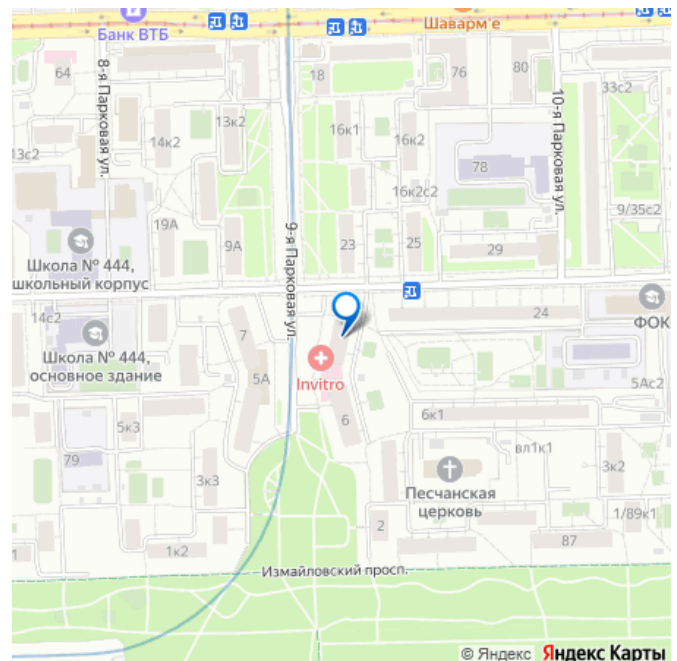 Банк ВТБ
Шаварм е
64
8-я Парковая ул.
13с2
14к2
13к2
18
76
80
16к1
16к2
16к2с2
78
10-я Парковая ул.
33с2
9/35с2
19А
9А
9-я Парковая ул.
23
25
29
Школа № 444,
школьный корпус
14с2
7
24
ФОК
Школа № 444,
основное здание
5А
Invitro
6
6к1
5Ас2
5к3
79
3к3
вл1к1
3к2
Песчанская
церковь
1/89к1
2
1
1к2
87
Измайловский просп.
© Яндекс Яндекс Карты